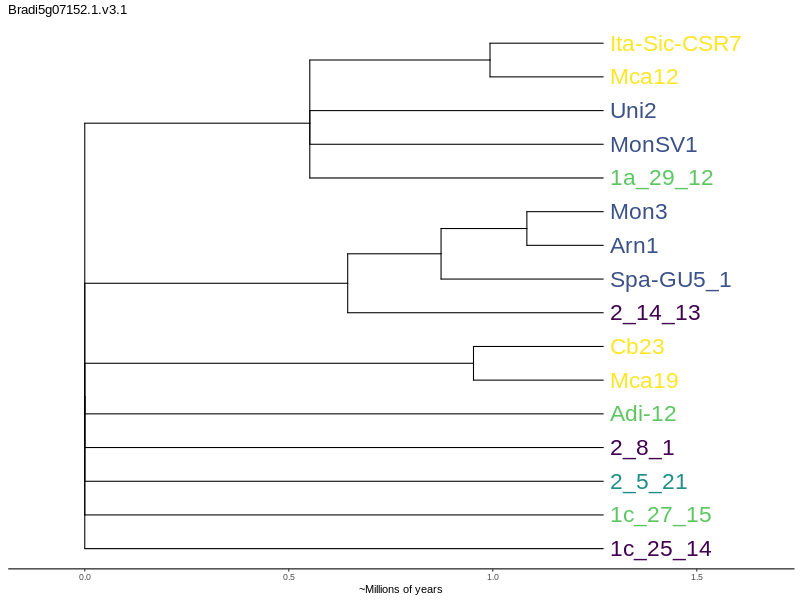 Bradi5g07152.1.v3.1
Ita-Sic-CSR7
Mca12
Uni2
MonSV1
1a_29_12
Mon3
Arn1
Spa-GU5_1
2_14_13
Cb23
Mca19
Adi-12
2_8_1
2_5_21
1c_27_15
1c_25_14
0.0 0.5 1.0 1.5
~Millions of years